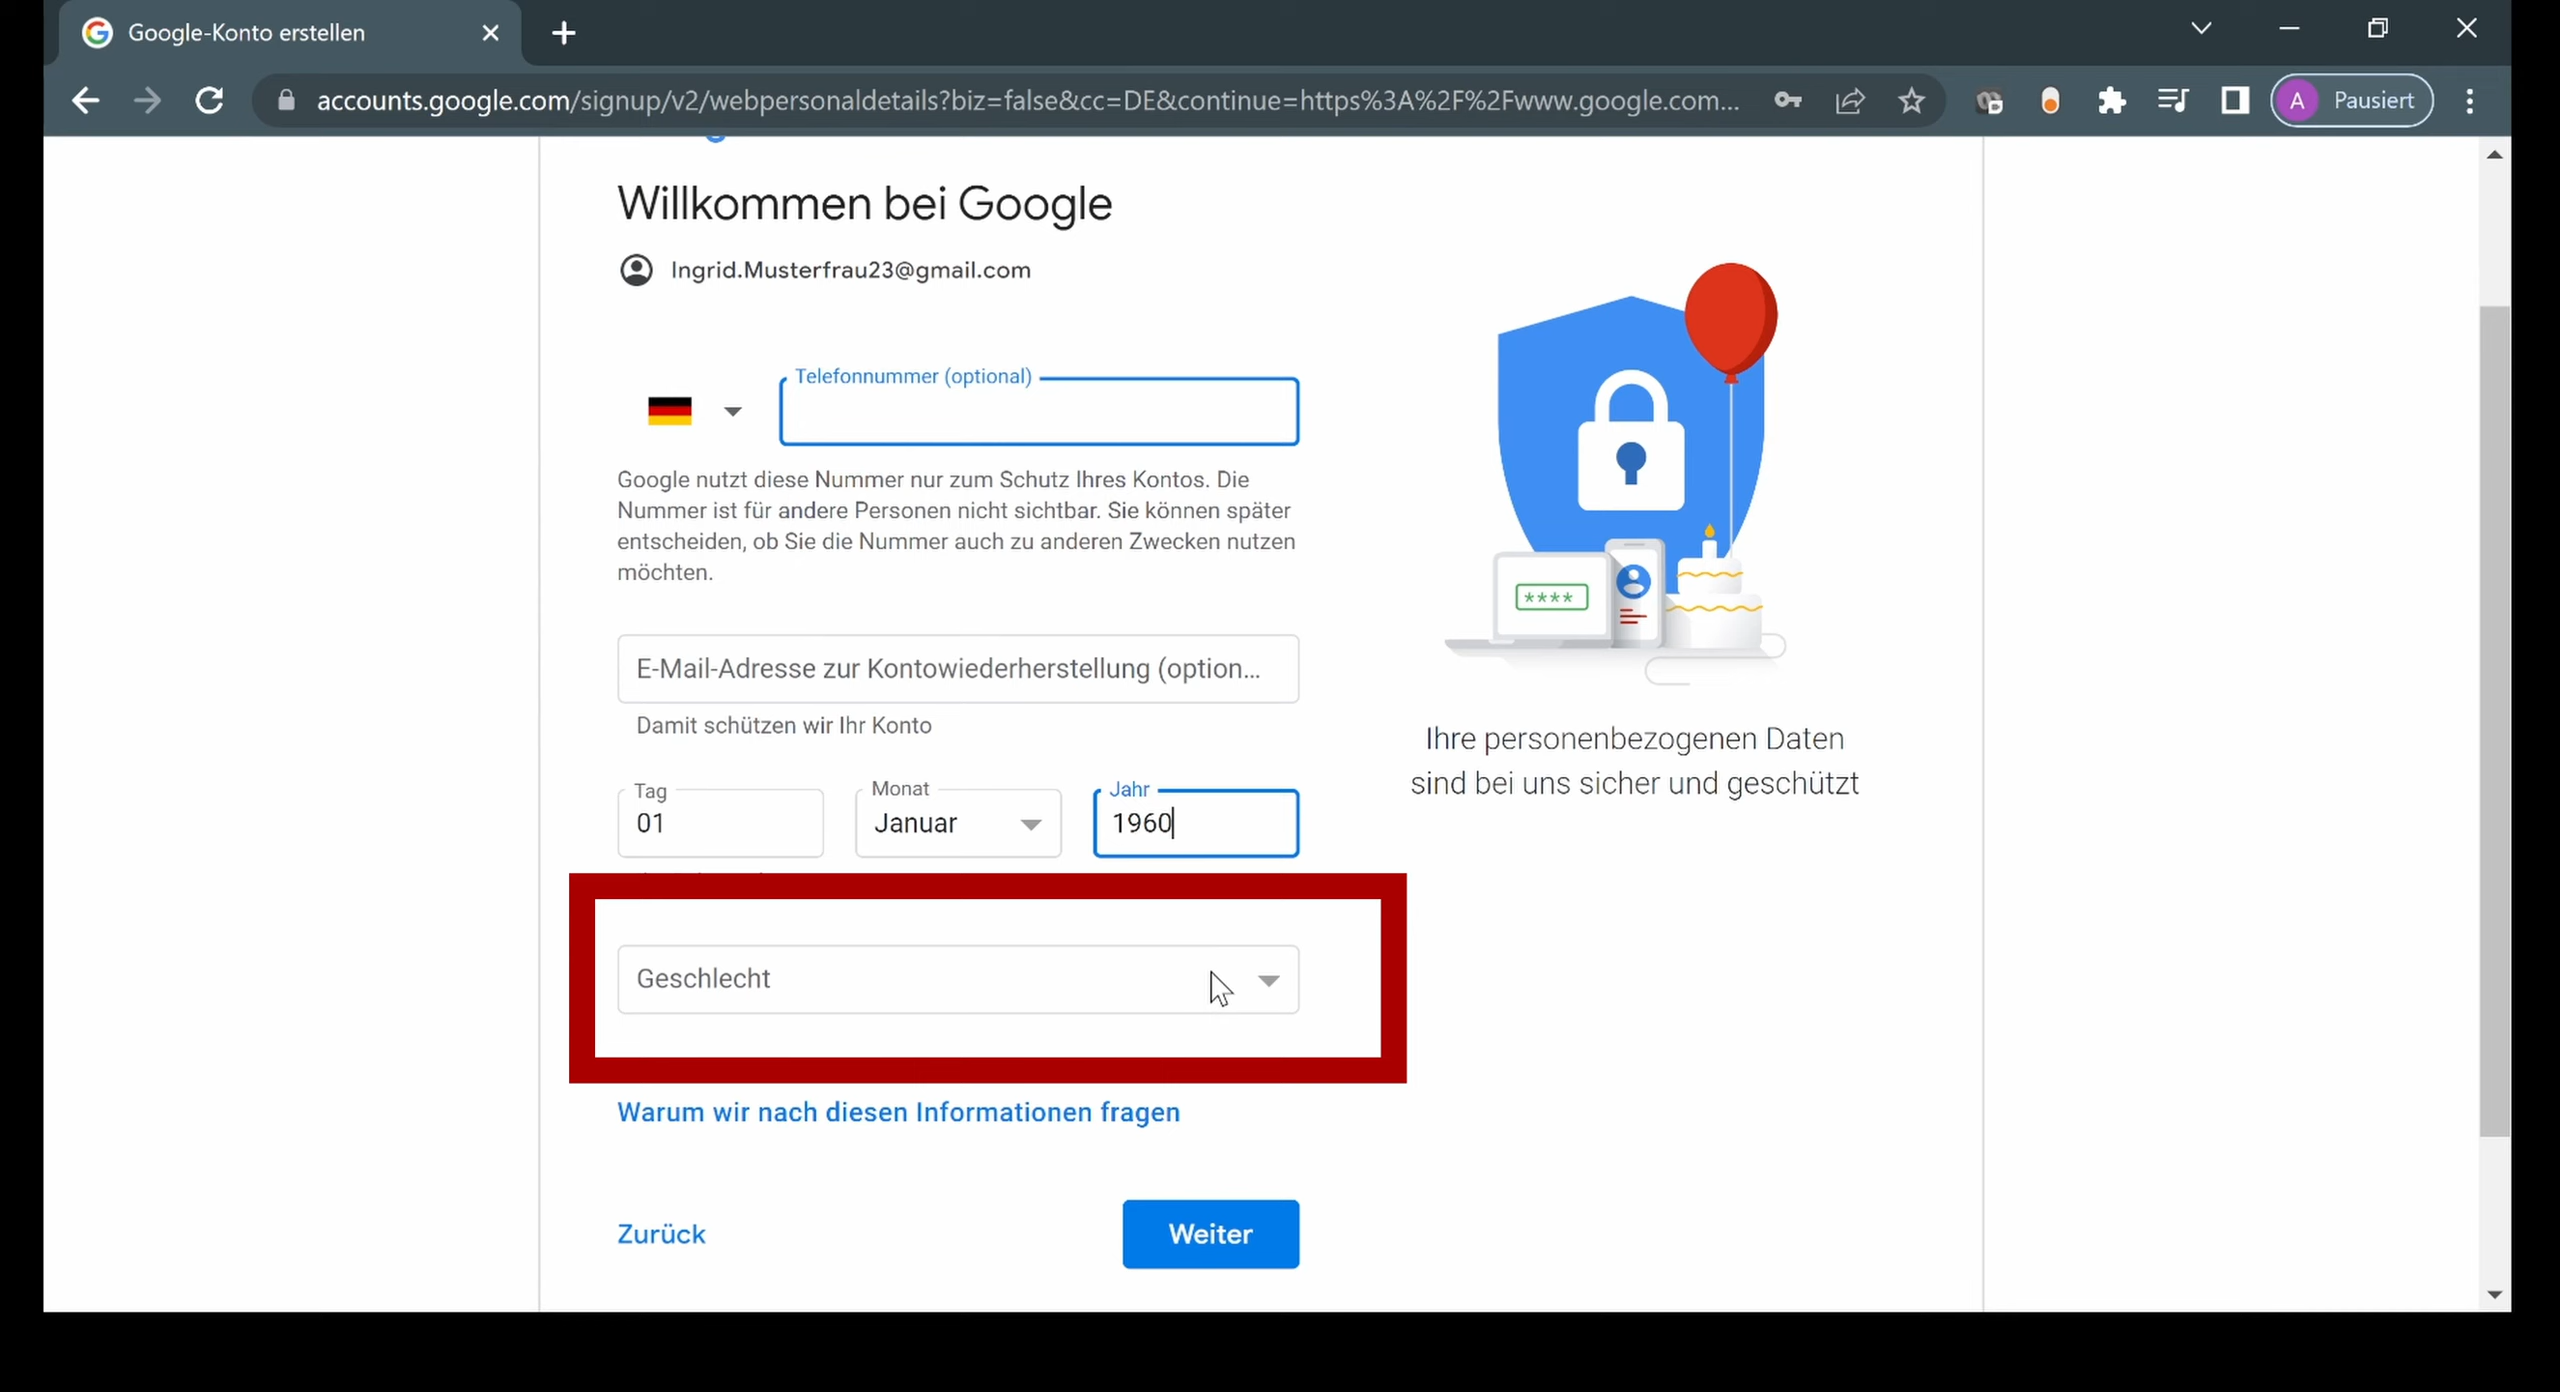 Google-Konto erstellen
accounts.google.com/signup/v2/webpersonaldetails?biz=false&cc=DE&continue=https%3A%2F%2Fwww.google.com...
A Pausiert
Willkommen bei Google
Ingrid.Musterfrau23@gmail.com
Telefonnummer (optional)
Google nutzt diese Nummer nur zum Schutz Ihres Kontos. Die
Nummer ist für andere Personen nicht sichtbar. Sie können später
entscheiden, ob Sie die Nummer auch zu anderen Zwecken nutzen
möchten.
E-Mail-Adresse zur Kontowiederherstellung (option...
Damit schützen wir Ihr Konto
Tag
01
Monat
Januar
Jahr
1960
Geschlecht
Warum wir nach diesen Informationen fragen
Zurück
Weiter
****
Ihre personenbezogenen Daten
sind bei uns sicher und geschützt